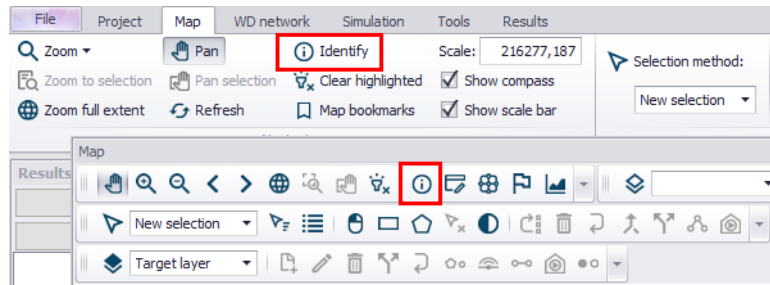 File Project Map WD network Simulation Tools Results
Zoom Pan Identify Scale: 216277,187
Selection method:
Zoom to selection Pan selection Clear highlighted Show compass
New selection
Zoom full extent Refresh Map bookmarks Show scale bar
Map
Results
New selection
Target layer